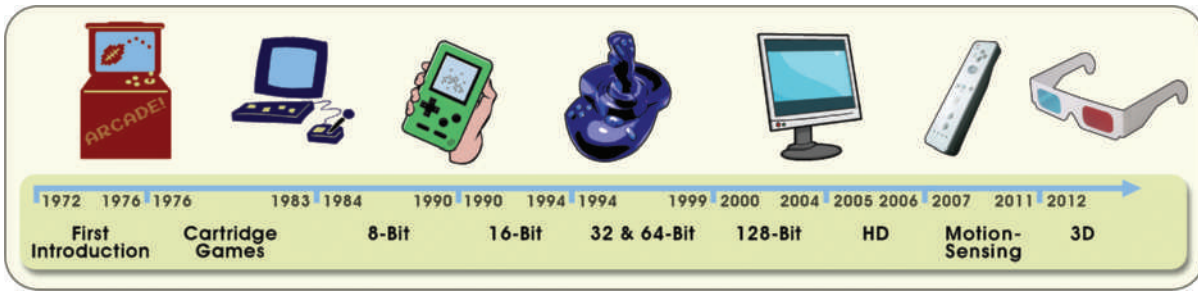 ARCADE!
1972 1976 1976 1983 1984 1990 1990 1994 1994 1999 2000 2004 2005 2006 2007 2011 2012
First Introduction
Cartridge Games
8-Bit
16-Bit
32 & 64-Bit
128-Bit
HD
Motion-
Sensing
3D